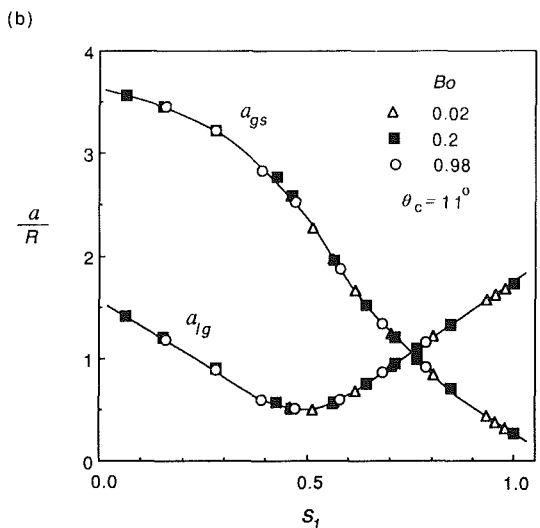 (b)
4
3
2
1
0
a/R
a_gs
a_lg
Bo
△ 0.02
■ 0.2
○ 0.98
θ_c = 11°
0.0 0.5 1.0
S_1